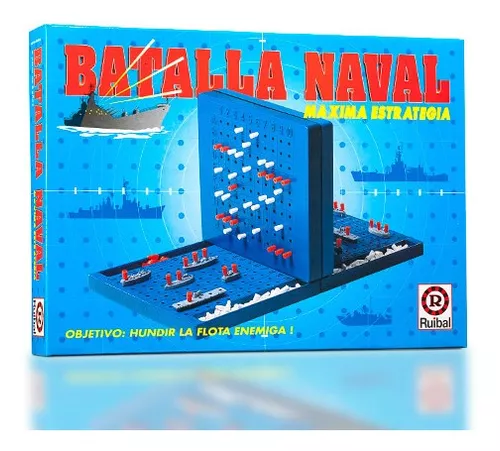 BATALLA NAVAL
MAXIMA ESTRATEGIA
BATALLA NAVAL
OBJETIVO: HUNDIR LA FLOTA ENEMIGA !
R
Ruibal